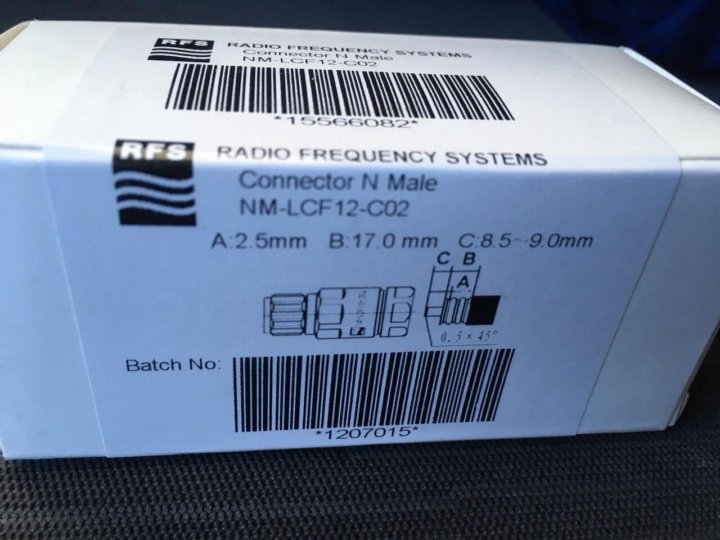 RFS RADIO FREQUENCY SYSTEMS
Connector N Male
NM-LCF12-C02
*15566082*
RFS RADIO FREQUENCY SYSTEMS
Connector N Male
NM-LCF12-C02
A:2.5mm B:17.0 mm C:8.5~9.0mm
C B
A
0.5 × 45°
Batch No:
*1207015*